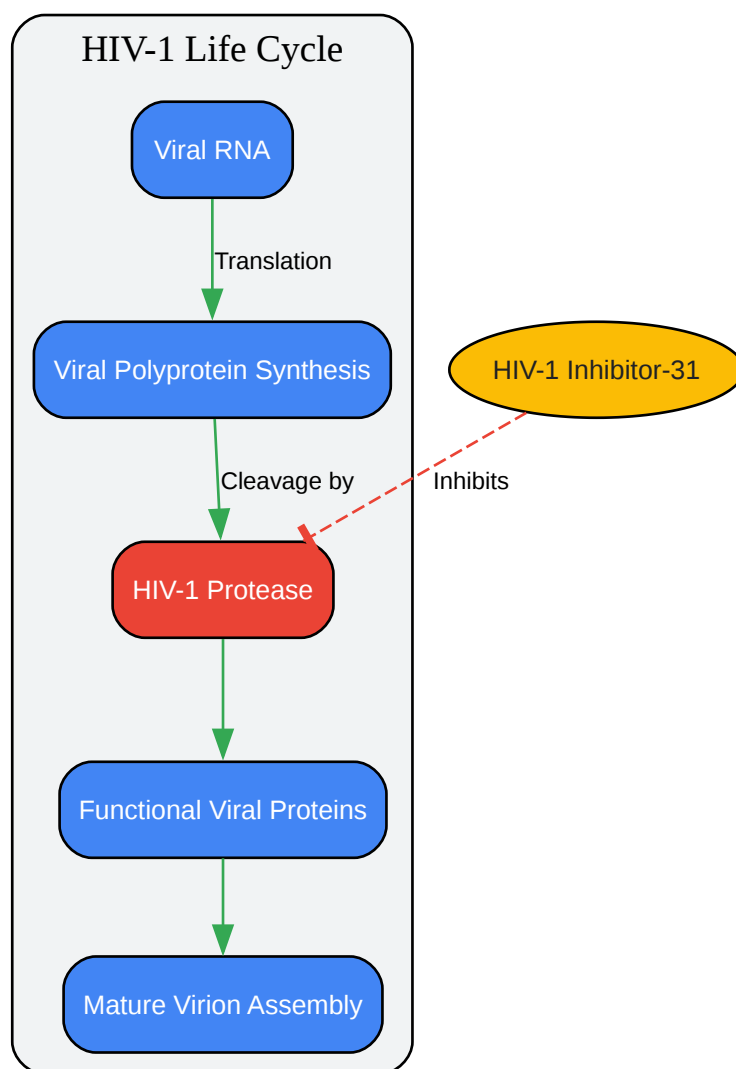 HIV-1 Life Cycle
Viral RNA
Translation
Viral Polyprotein Synthesis
HIV-1 Inhibitor-31
Cleavage by
Inhibits
HIV-1 Protease
Functional Viral Proteins
Mature Virion Assembly